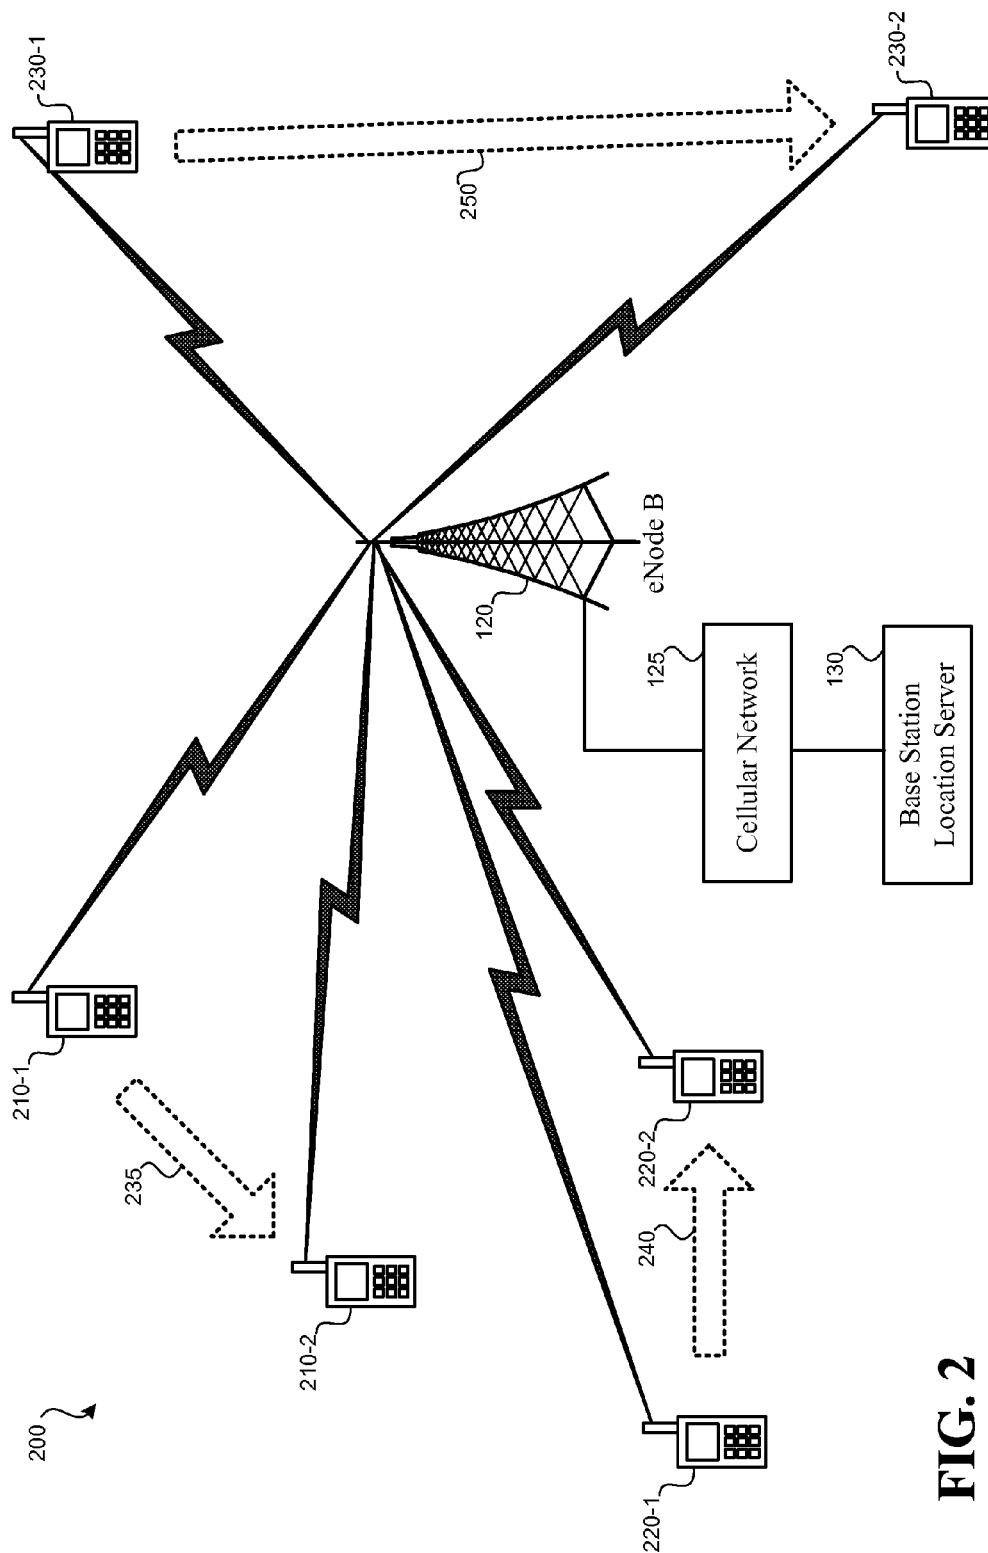 200
210-1
230-1
235
250
210-2
120
eNode B
220-1
240
220-2
125
Cellular Network
130
Base Station
Location Server
230-2
FIG. 2